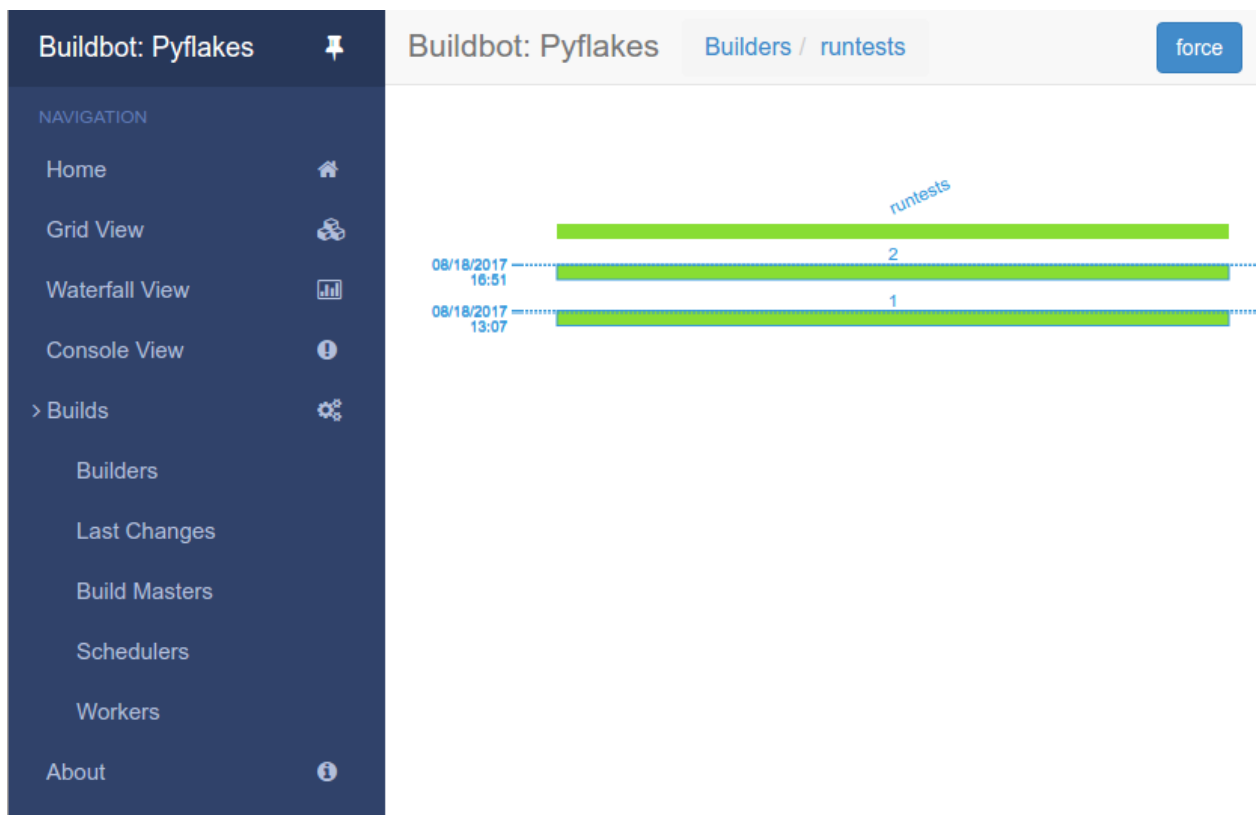 Buildbot: Pyflakes
NAVIGATION
Home
Grid View
Waterfall View
Console View
Builds
Builders
Last Changes
Build Masters
Schedulers
Workers
About
Buildbot: Pyflakes
Builders / runtests
force
runtests
2
08/18/2017
16:51
1
08/18/2017
13:07